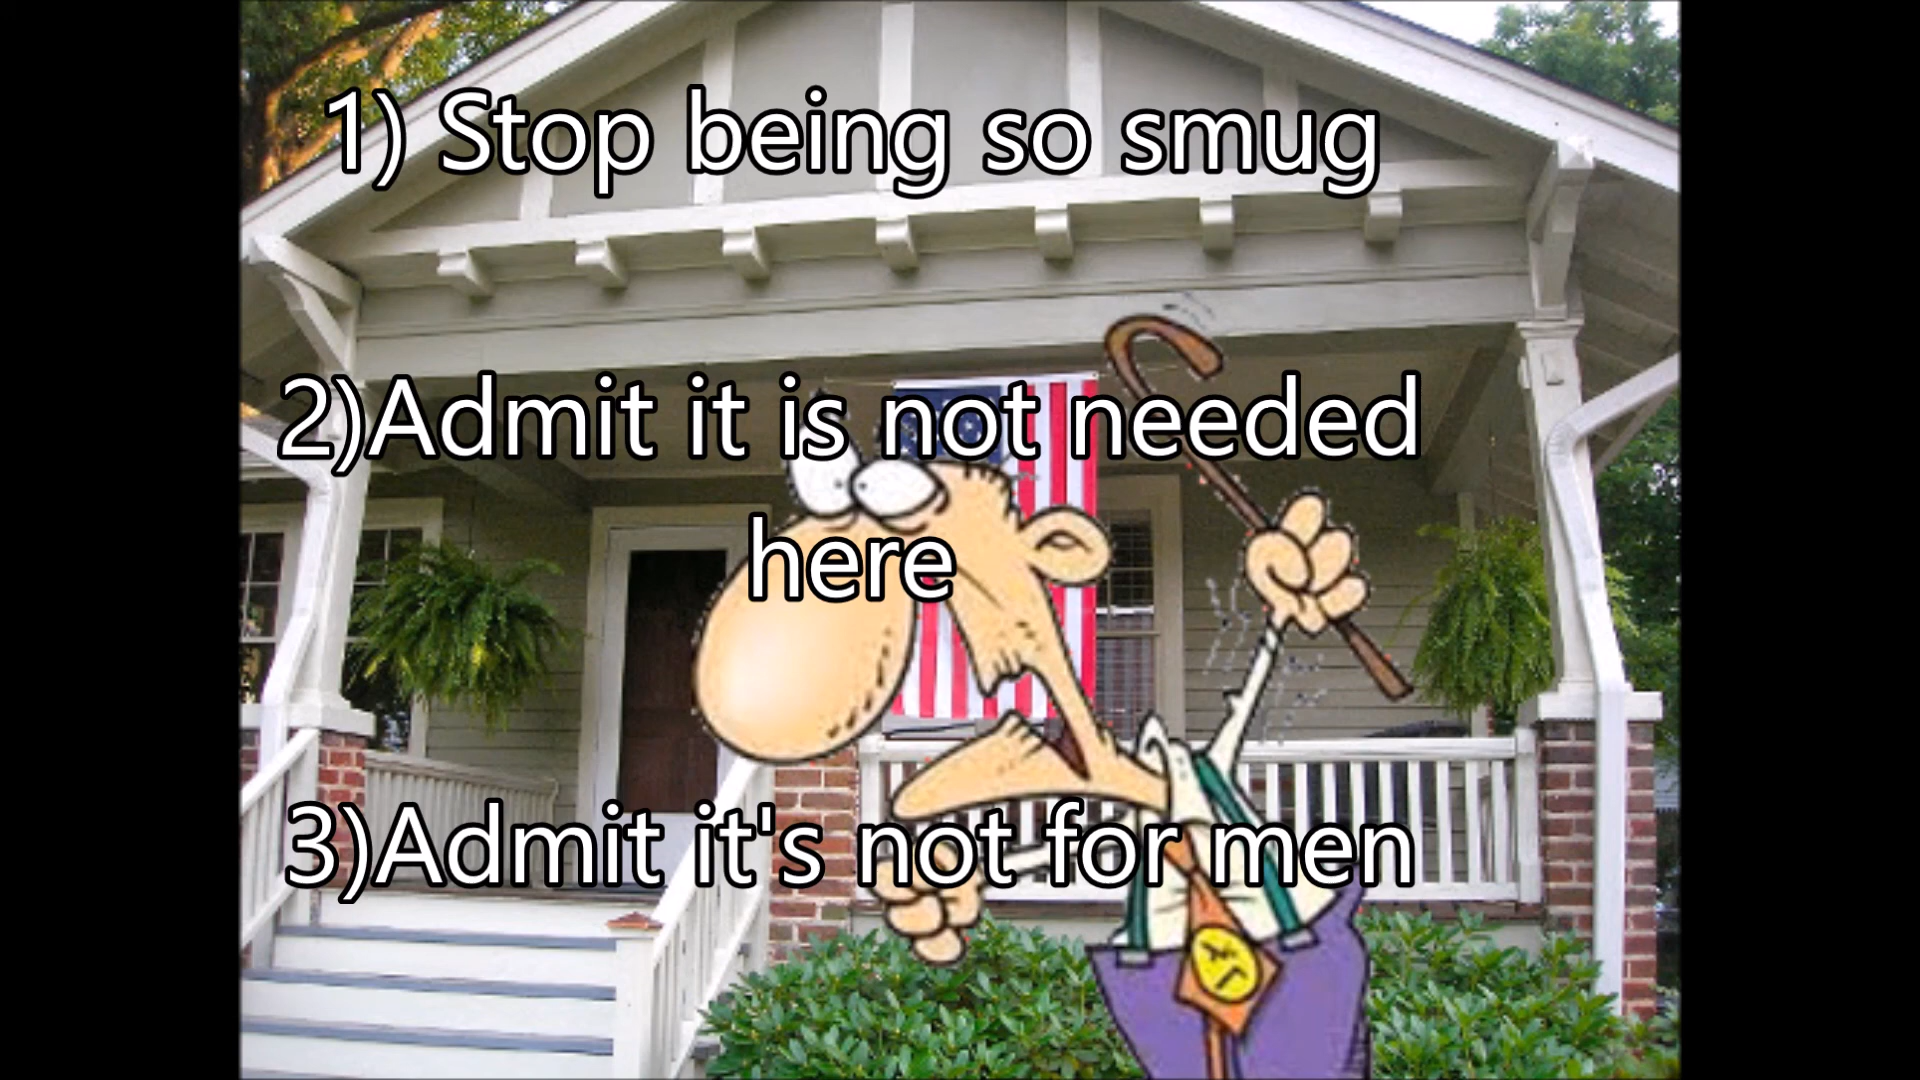 1) Stop being so smug
2)Admit it is not needed
here
3)Admit it's not for men